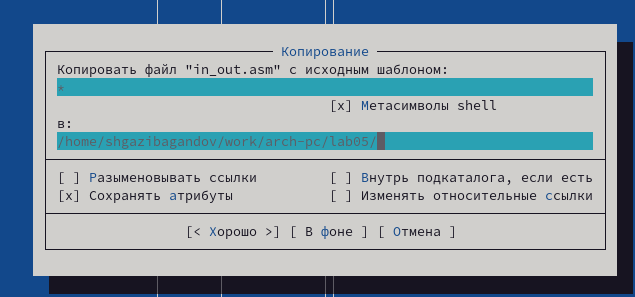 Копирование
Копировать файл "in_out.asm" с исходным шаблоном:
*
[x] Метасимволы shell
в:
/home/shgazibagandov/work/arch-pc/lab05/
[ ] Разыменовывать ссылки [ ] Внутрь подкаталога, если есть
[x] Сохранять атрибуты [ ] Изменять относительные ссылки
[< Хорошо >] [ В фоне ] [ Отмена ]